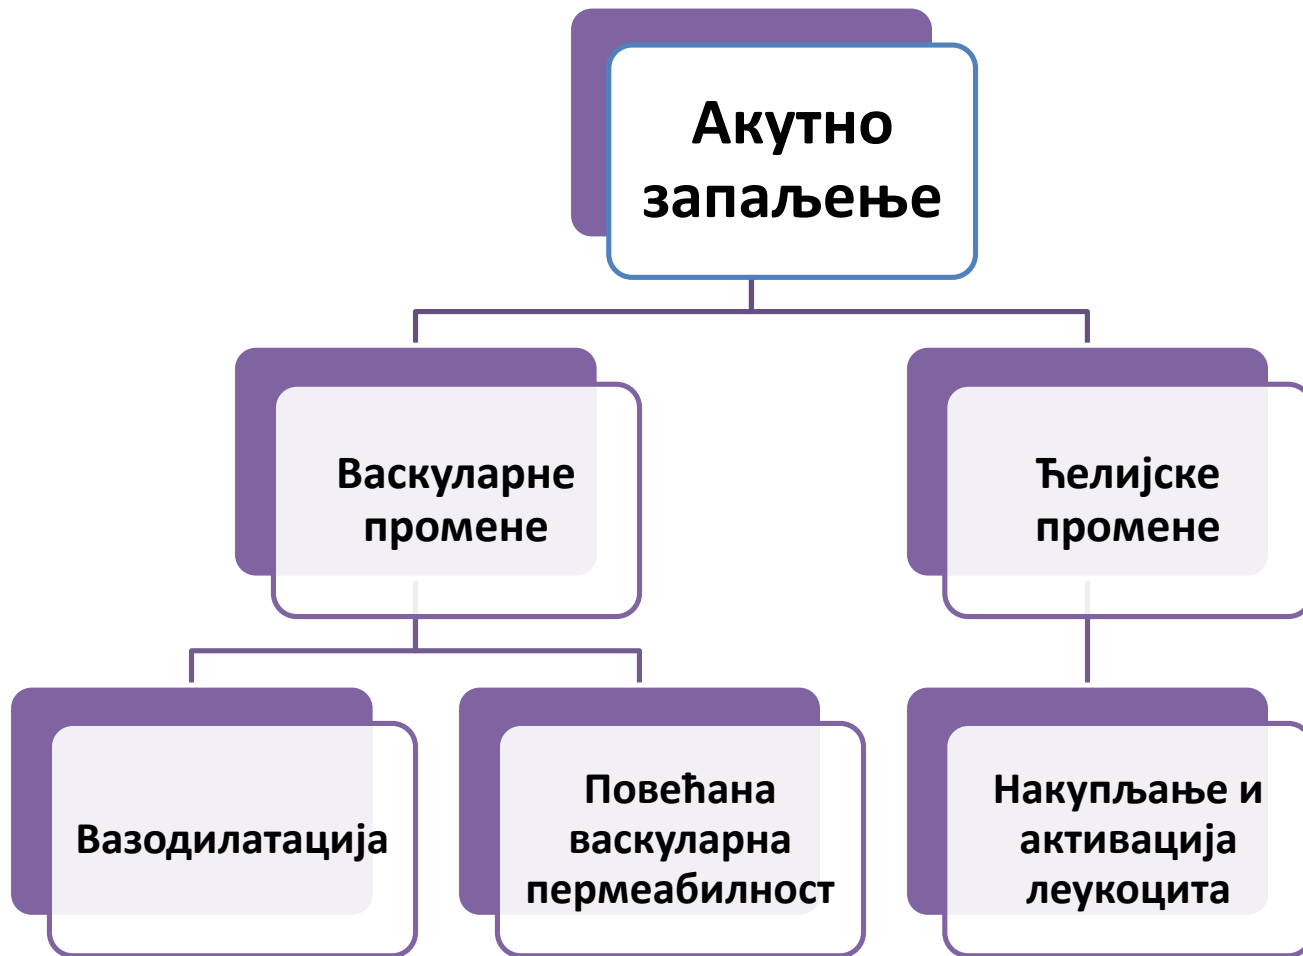 Акутно
запаљење
Васкуларне
промене
Ћелијске
промене
Вазодилатација
Повећана
васкуларна
пермеабилност
Накупљање и
активација
леукоцита